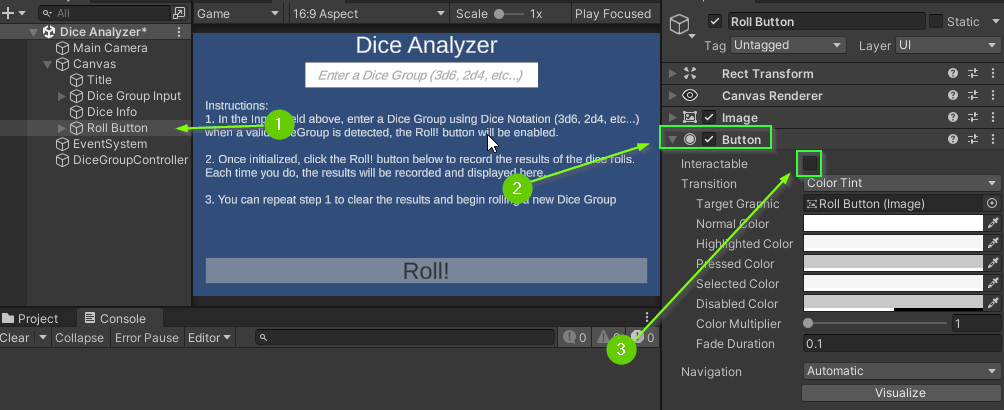 Dice Analyzer*
Main Camera
Canvas
Title
Dice Group Input
Dice Info
Roll Button
EventSystem
DiceGroupController
1
Game
16:9 Aspect
Scale
1x
Play Focused
Dice Analyzer
Enter a Dice Group (3d6, 2d4, etc...)
Instructions:
1. In the Input Field above, enter a Dice Group using Dice Notation (3d6, 2d4, etc...)
when a valid DiceGroup is detected, the Roll! button will be enabled.
2. Once initialized, click the Roll! button below to record the results of the dice rolls.
Each time you do, the results will be recorded and displayed here.
3. You can repeat step 1 to clear the results and begin rolling a new Dice Group
Roll!
2
3
Project
Console
Clear
Collapse
Error Pause
Editor
0
0
0
Roll Button
Static
Tag
Untagged
Layer
UI
Rect Transform
Canvas Renderer
Image
Button
Interactable
Transition
Color Tint
Target Graphic
Roll Button (Image)
Normal Color
Highlighted Color
Pressed Color
Selected Color
Disabled Color
Color Multiplier
1
Fade Duration
0.1
Navigation
Automatic
Visualize